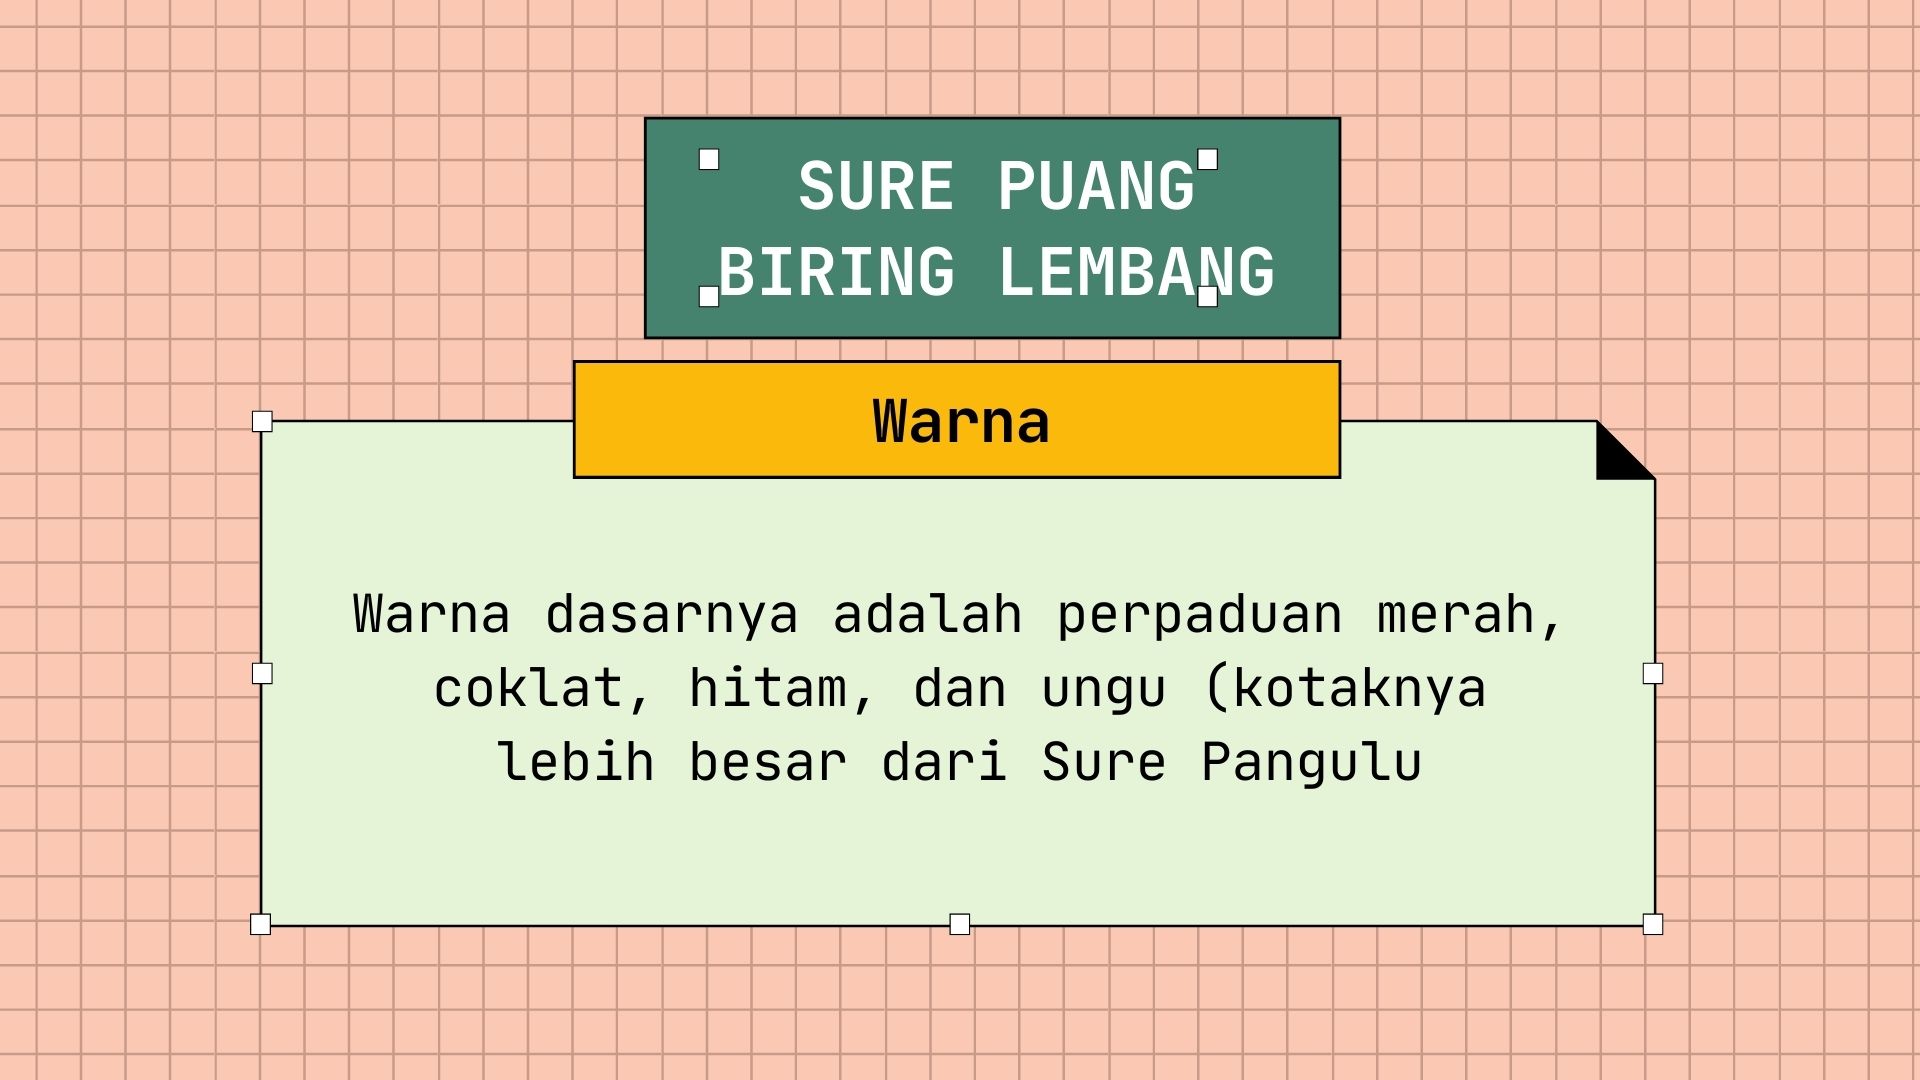 SURE PUANG
BIRING LEMBANG
Warna
Warna dasarnya adalah perpaduan merah,
coklat, hitam, dan ungu (kotaknya
lebih besar dari Sure Pangulu